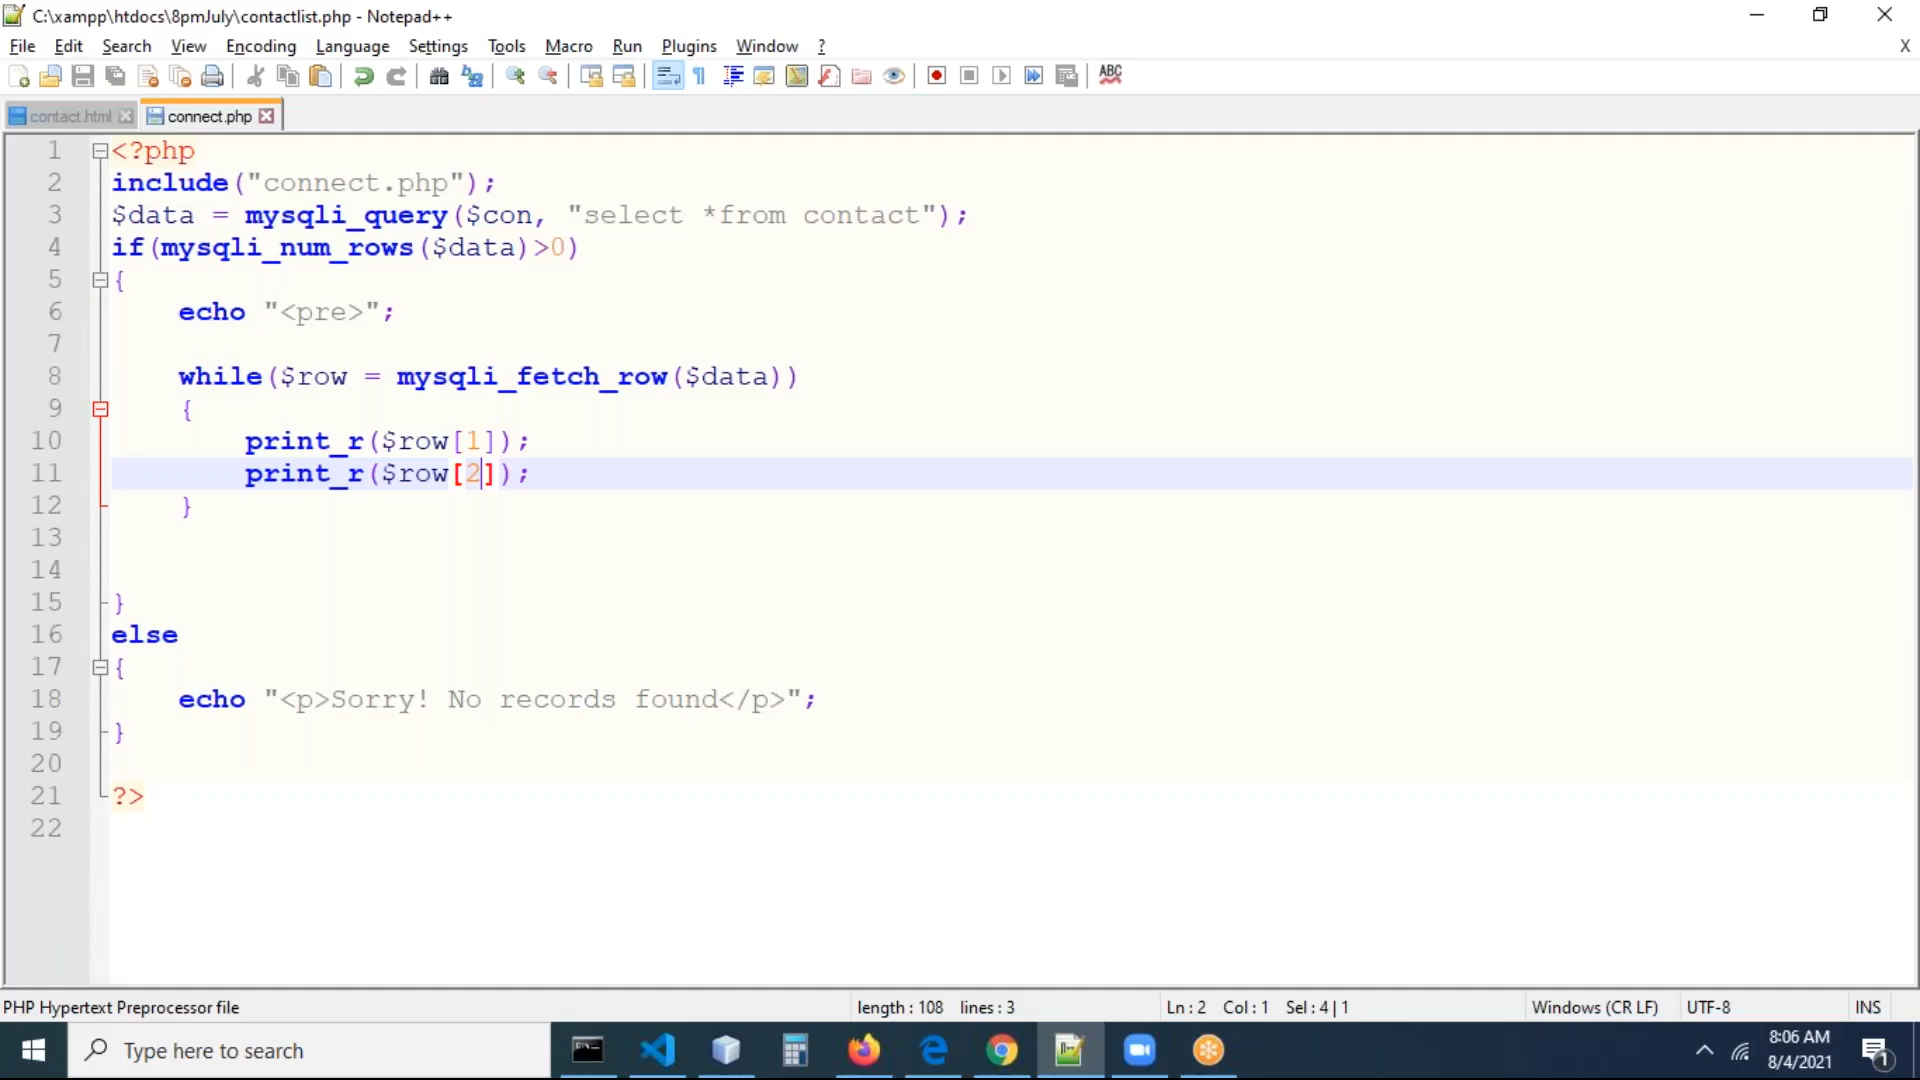 C:\xampp\htdocs\8pmJuly\contactlist.php - Notepad++
File Edit Search View Encoding Language Settings Tools Macro Run Plugins Window ? X
ABC
contact.html connect.php
1 <?php
2 include("connect.php");
3 $data = mysqli_query($con, "select *from contact");
4 if(mysqli_num_rows($data)>0)
5 {
6 echo "<pre>";
7
8 while($row = mysqli_fetch_row($data))
9 {
10 print_r($row[1]);
11 print_r($row[2]);
12 }
13
14
15 }
16 else
17 {
18 echo "<p>Sorry! No records found</p>";
19 }
20
21 ?>
22
PHP Hypertext Preprocessor file length : 108 lines : 3 Ln : 2 Col : 1 Sel : 4 | 1 Windows (CR LF) UTF-8 INS
Type here to search
8:06 AM
8/4/2021
1